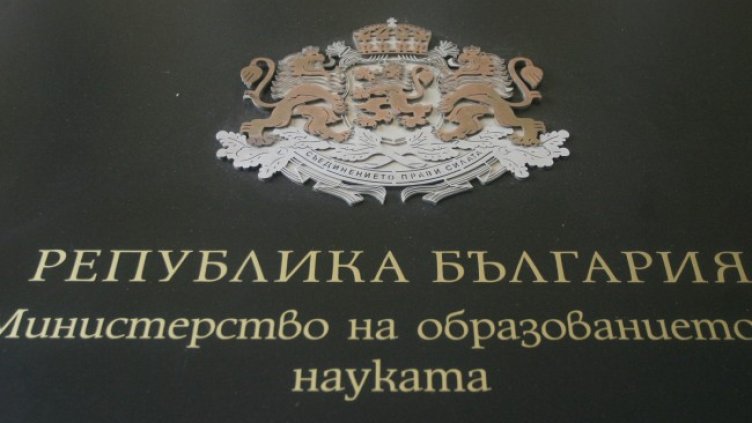 СЪЕДИНЕНИЕТО ПРАВИ СИЛАТА
РЕПУБЛИКА БЪЛГАРИЯ
Министерство на образованието
науката